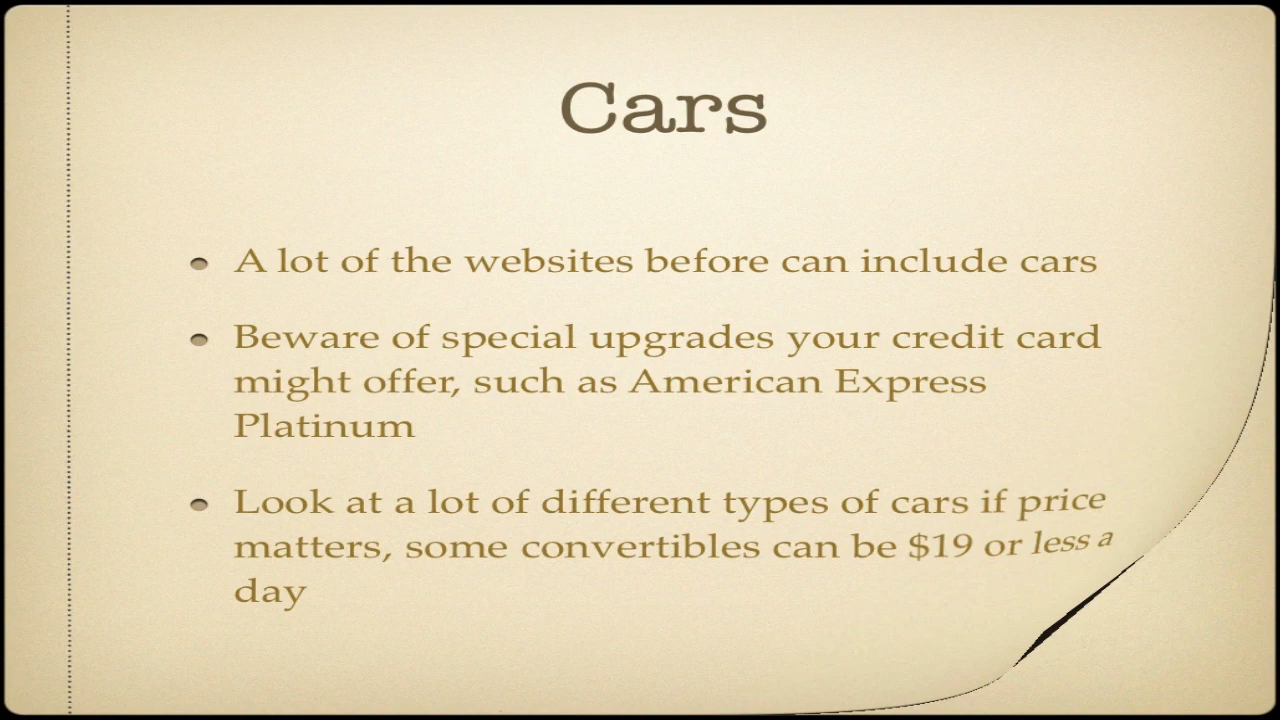 Cars
A lot of the websites before can include cars
Beware of special upgrades your credit card
might offer, such as American Express
Platinum
Look at a lot of different types of cars if price
matters, some convertibles can be $19 or less a
day